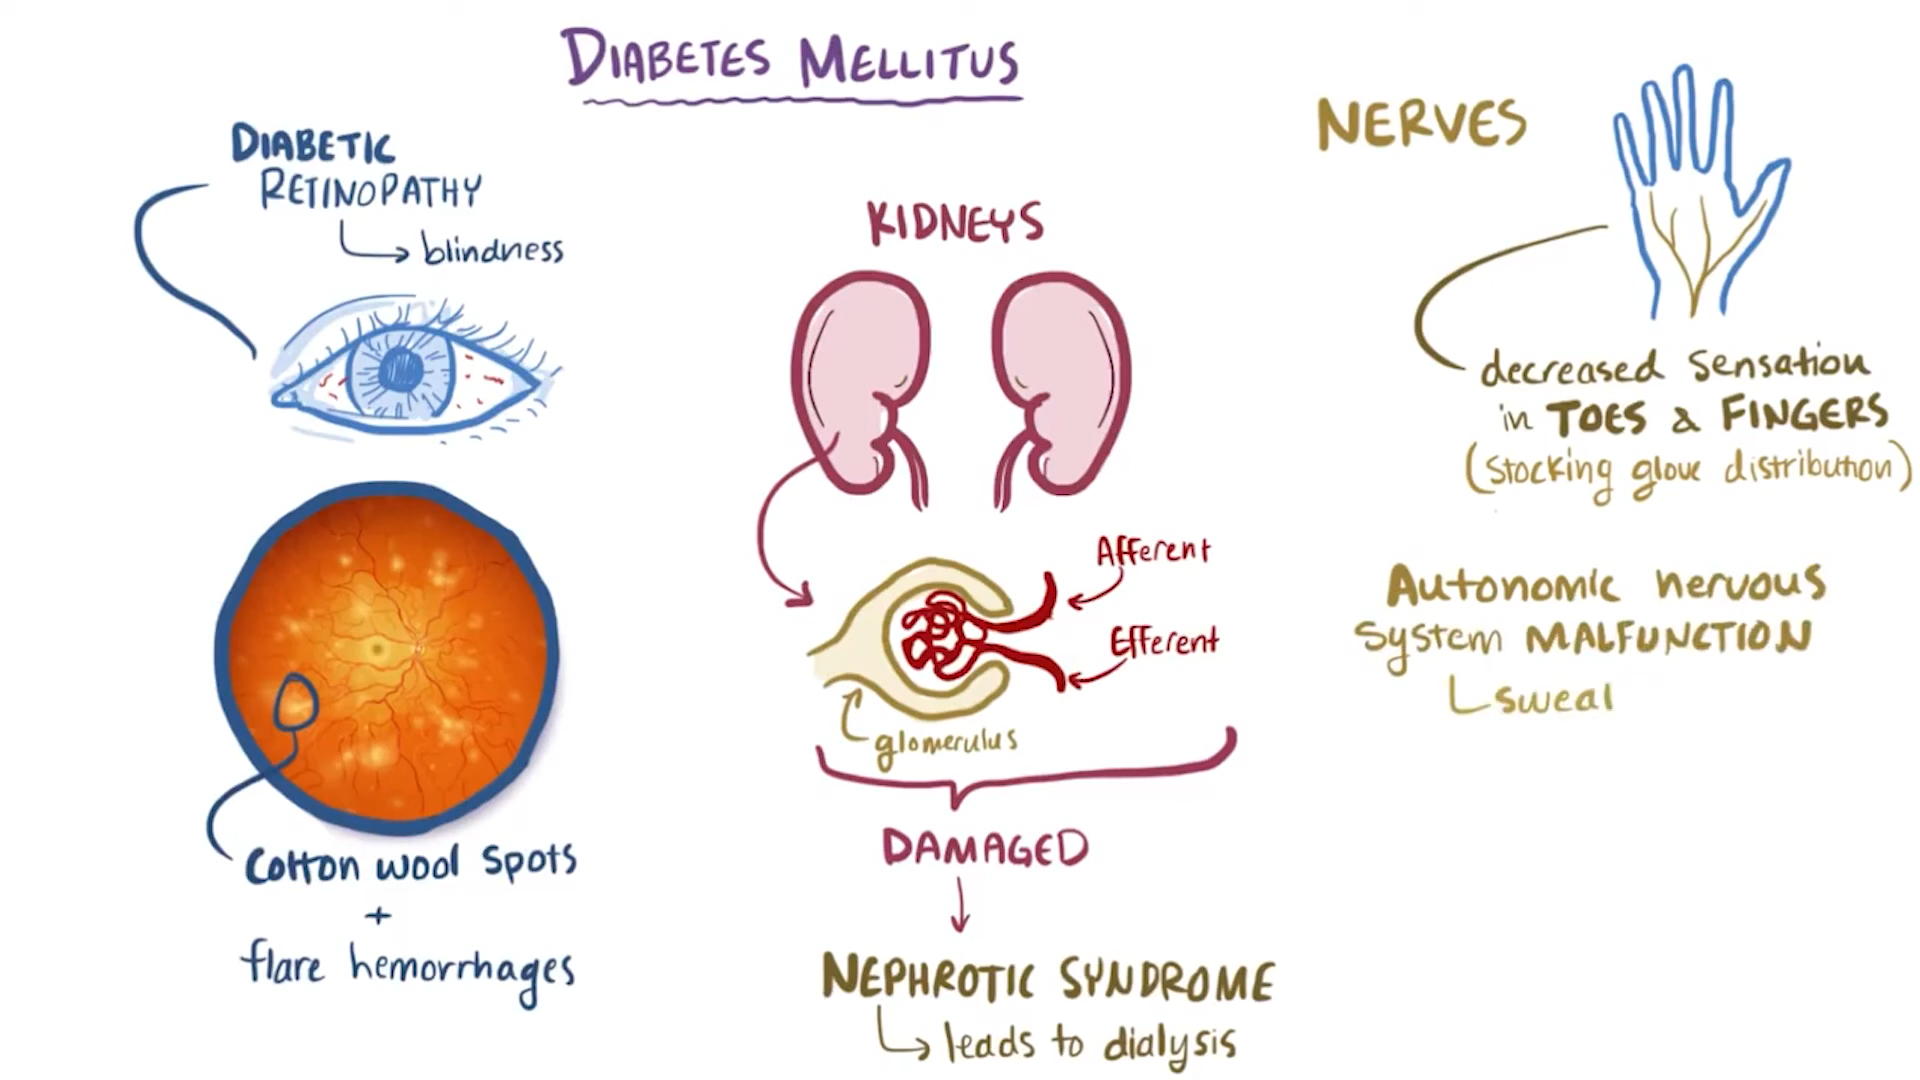 DIABETES MELLITUS
DIABETIC
RETINOPATHY
blindness
Cotton wool spots
+
flare hemorrhages
KIDNEYS
Afferent
Efferent
glomerulus
DAMAGED
NEPHROTIC SYNDROME
leads to dialysis
NERVES
decreased sensation
in TOES & FINGERS
(stocking glove distribution)
Autonomic nervous
system MALFUNCTION
sweal